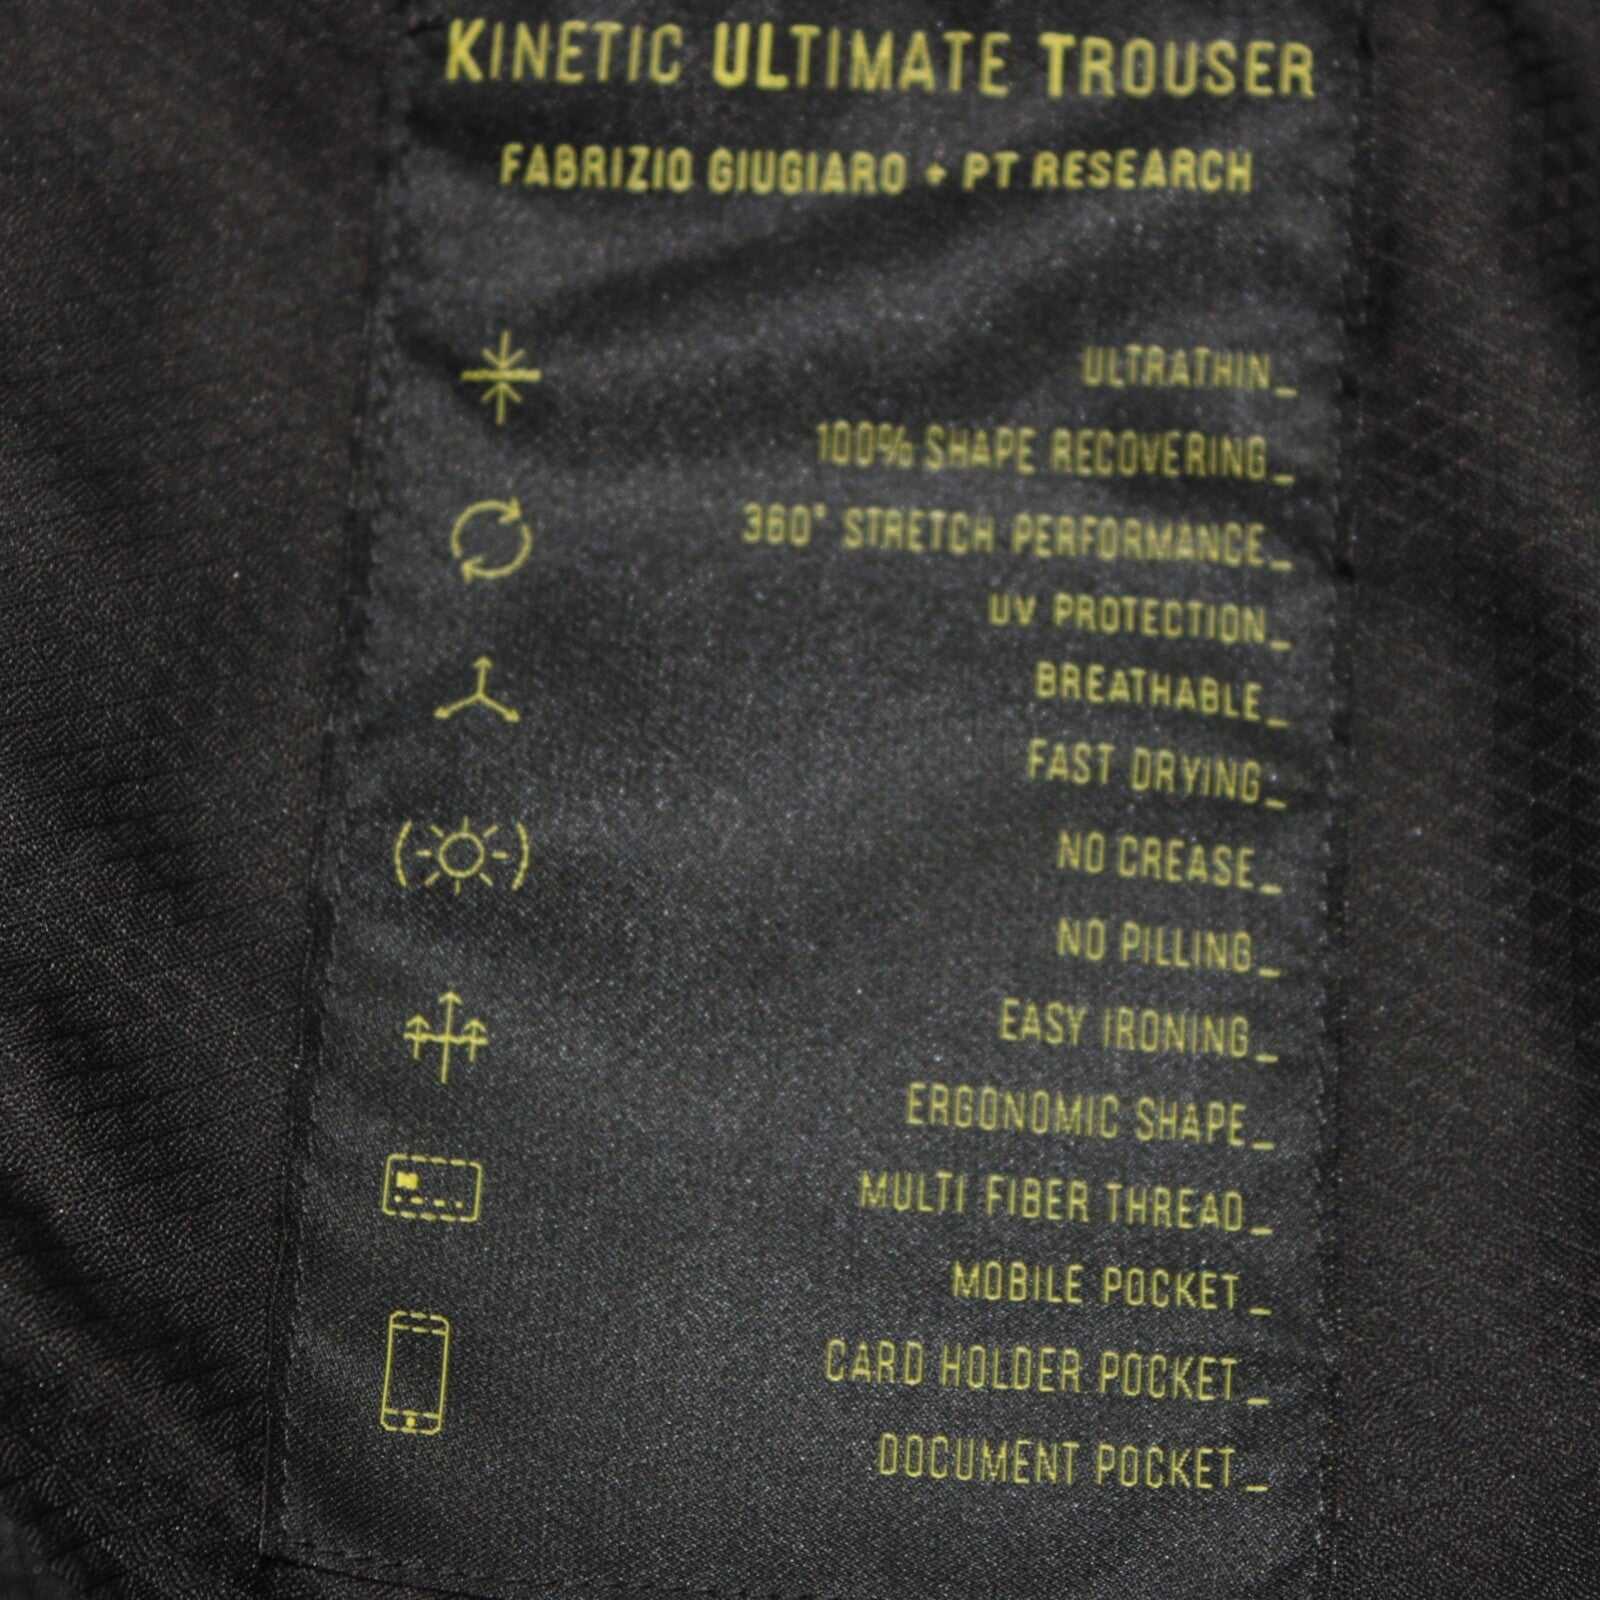 KINETIC ULTIMATE TROUSER
FABRIZIO GIUGIARO + PT RESEARCH
ULTRATHIN_
100% SHAPE RECOVERING_
360° STRETCH PERFORMANCE_
UV PROTECTION_
BREATHABLE_
FAST DRYING_
NO CREASE_
NO PILLING_
EASY IRONING_
ERGONOMIC SHAPE_
MULTI FIBER THREAD_
MOBILE POCKET_
CARD HOLDER POCKET_
DOCUMENT POCKET_